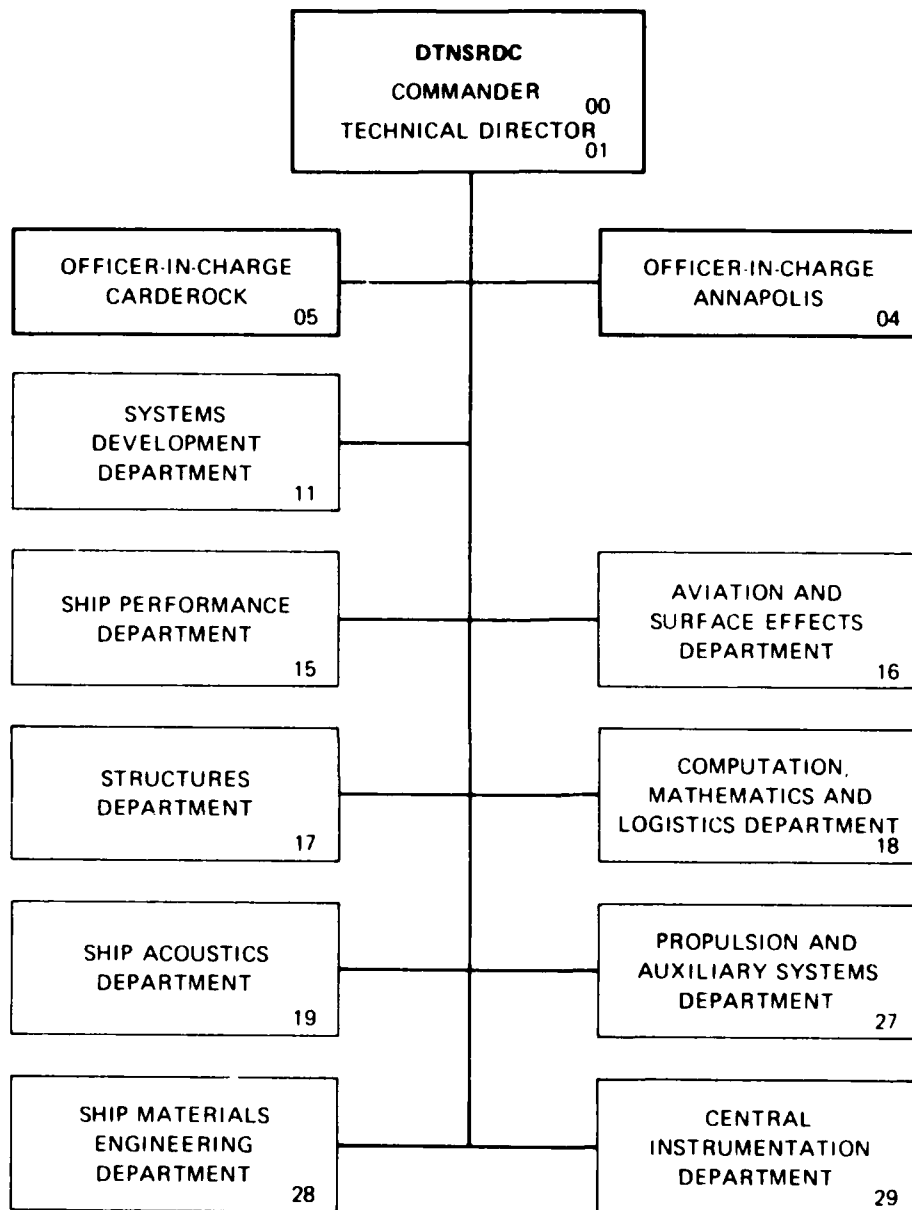 DTNSRDC
COMMANDER
00
TECHNICAL DIRECTOR
01
OFFICER-IN-CHARGE
CARDEROCK
05
OFFICER-IN-CHARGE
ANNAPOLIS
04
SYSTEMS
DEVELOPMENT
DEPARTMENT
11
SHIP PERFORMANCE
DEPARTMENT
15
AVIATION AND
SURFACE EFFECTS
DEPARTMENT
16
STRUCTURES
DEPARTMENT
17
COMPUTATION,
MATHEMATICS AND
LOGISTICS DEPARTMENT
18
SHIP ACOUSTICS
DEPARTMENT
19
PROPULSION AND
AUXILIARY SYSTEMS
DEPARTMENT
27
SHIP MATERIALS
ENGINEERING
DEPARTMENT
28
CENTRAL
INSTRUMENTATION
DEPARTMENT
29